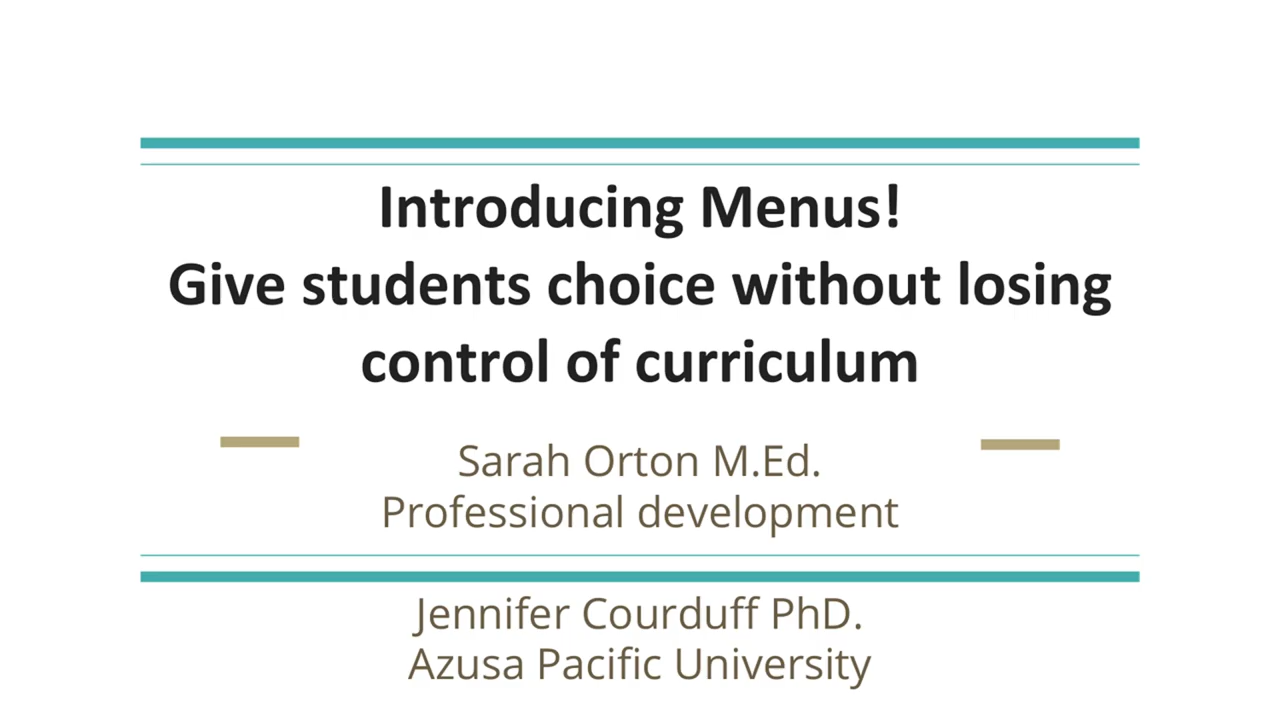 Introducing Menus!
Give students choice without losing
control of curriculum
Sarah Orton M.Ed.
Professional development
Jennifer Courduff PhD.
Azusa Pacific University